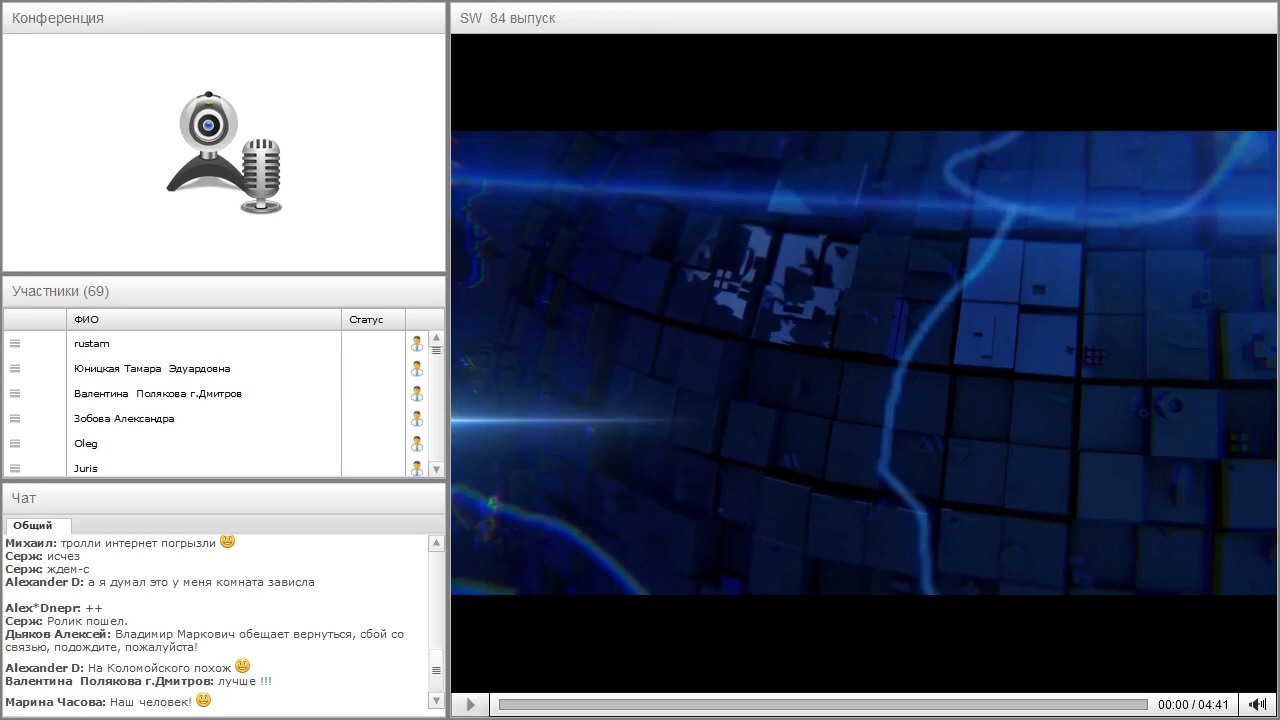 Конференция
SW 84 выпуск
Участники (69)
ФИО Статус
rustam
Юницкая Тамара Эдуардовна
Валентина Полякова г.Дмитров
Зобова Александра
Oleg
Juris
Чат
Общий
Михаил: тролли интернет погрызли
Серж: исчез
Серж: ждем-с
Alexander D: а я думал это у меня комната зависла
Alex*Dnepr: ++
Серж: Ролик пошел.
Дьяков Алексей: Владимир Маркович обещает вернуться, сбой со
связью, подождите, пожалуйста!
Alexander D: На Коломойского похож
Валентина Полякова г.Дмитров: лучше !!!
Марина Часова: Наш человек!
00:00 / 04:41